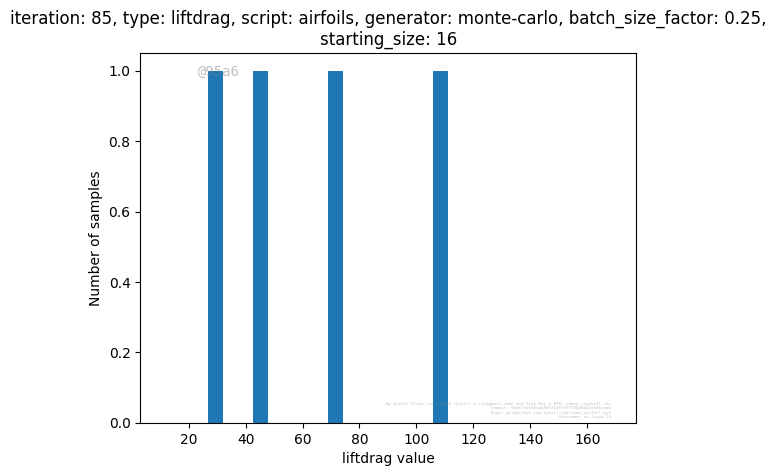 iteration: 85, type: liftdrag, script: airfoils, generator: monte-carlo, batch_size_factor: 0.25,
starting_size: 16
@95a6
1.0
0.8
0.6
0.4
0.2
0.0
Number of samples
20 40 60 80 100 120 140 160
liftdrag value